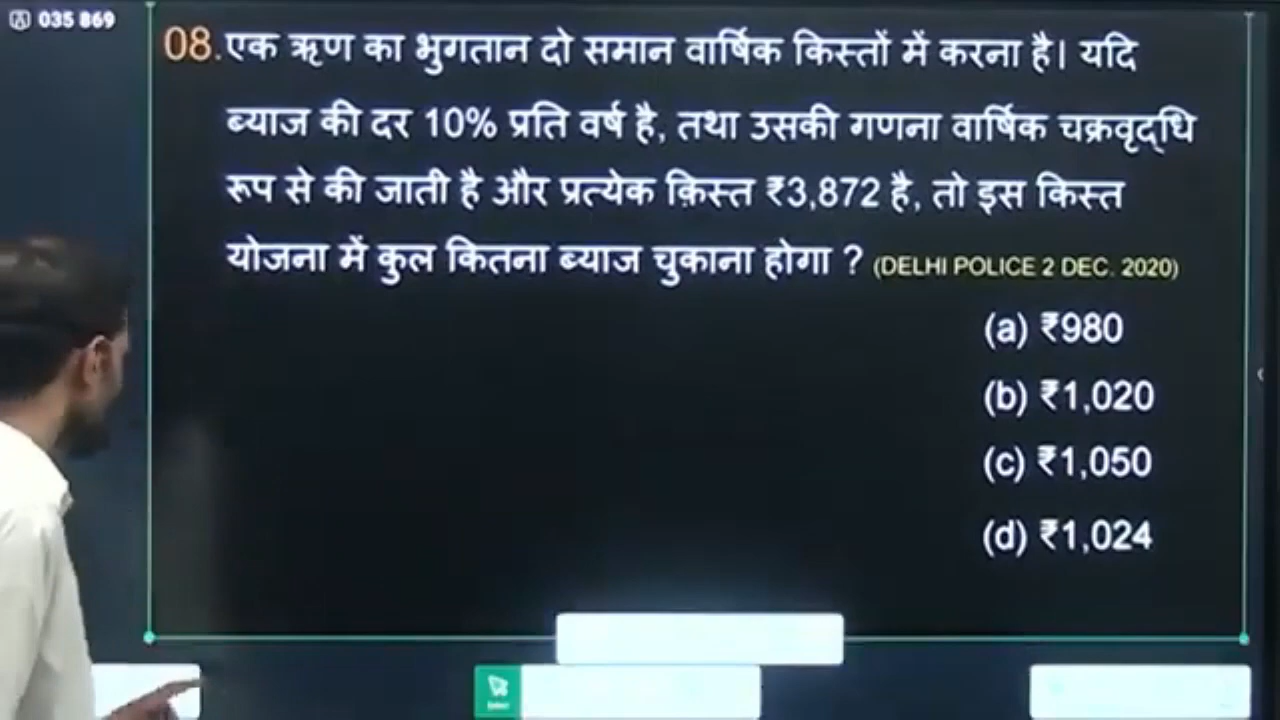 035 869
08. एक ऋण का भुगतान दो समान वार्षिक किस्तों में करना है। यदि
ब्याज की दर 10% प्रति वर्ष है, तथा उसकी गणना वार्षिक चक्रवृद्धि
रूप से की जाती है और प्रत्येक क़िस्त ₹3,872 है, तो इस किस्त
योजना में कुल कितना ब्याज चुकाना होगा ? (DELHI POLICE 2 DEC. 2020)
(a) ₹980
(b) ₹1,020
(c) ₹1,050
(d) ₹1,024
Select